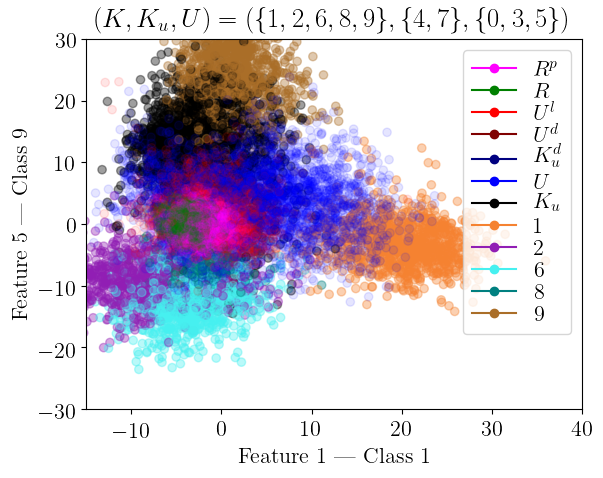 (K, K_u, U) = ({1, 2, 6, 8, 9}, {4, 7}, {0, 3, 5})
30
20
10
0
−10
−20
−30
−10
0
10
20
30
40
Feature 5 — Class 9
Feature 1 — Class 1
R^p
R
U^l
U^d
K_u^d
U
K_u
1
2
6
8
9